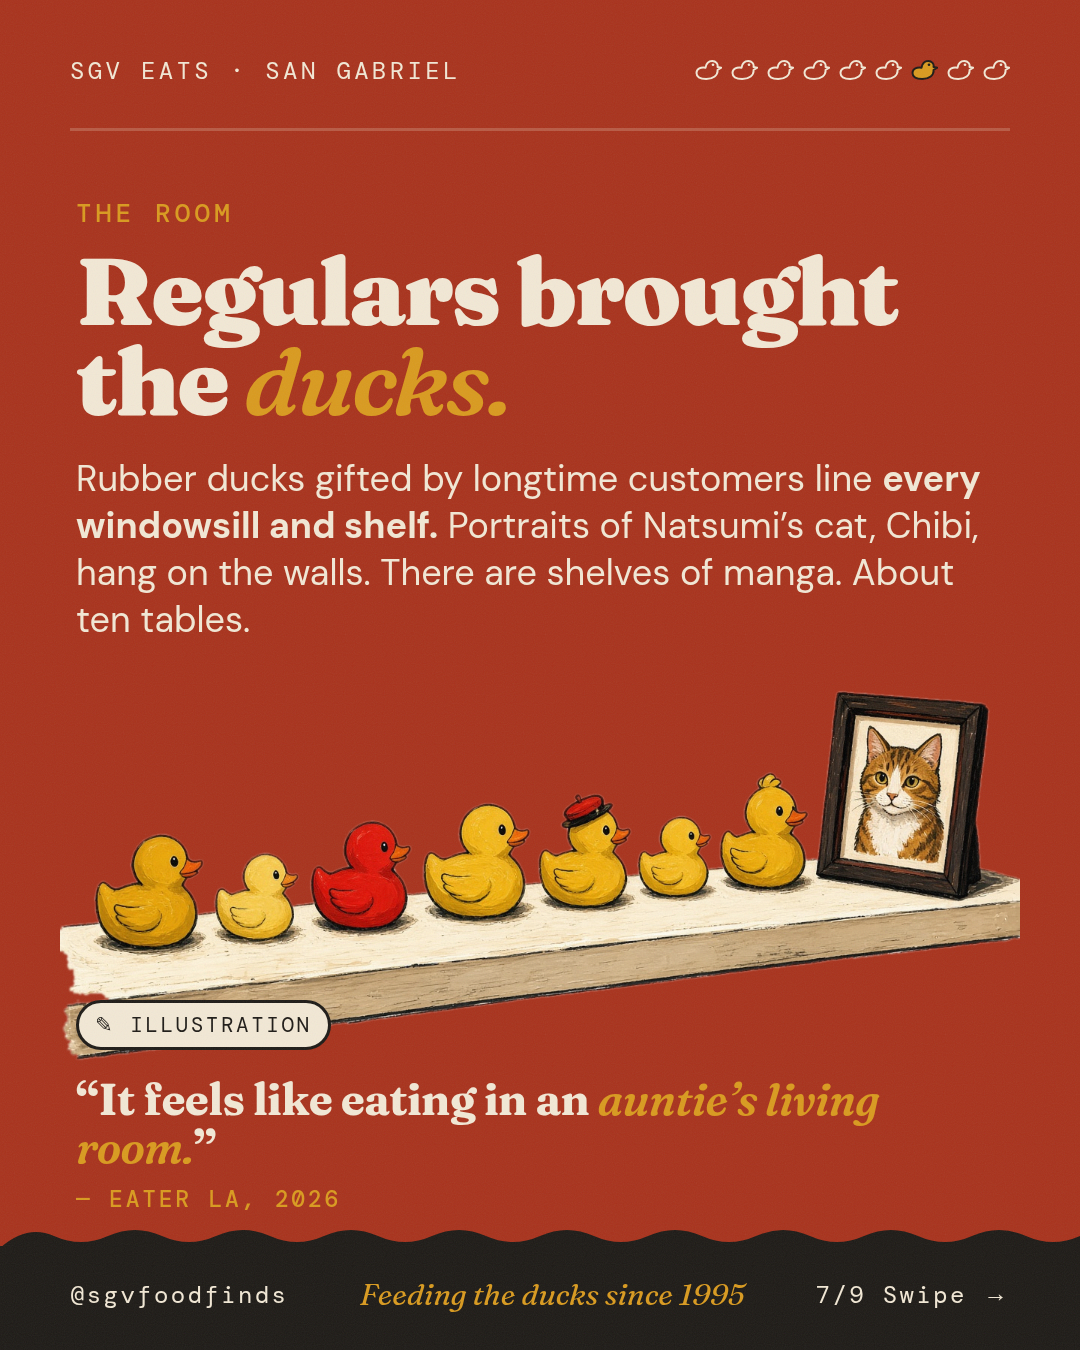 SGV EATS · SAN GABRIEL
THE ROOM
Regulars brought
the ducks.
Rubber ducks gifted by longtime customers line every
windowsill and shelf. Portraits of Natsumi’s cat, Chibi,
hang on the walls. There are shelves of manga. About
ten tables.
✎ ILLUSTRATION
“It feels like eating in an auntie’s living
room.”
— EATER LA, 2026
@sgvfoodfinds
Feeding the ducks since 1995
7/9 Swipe →